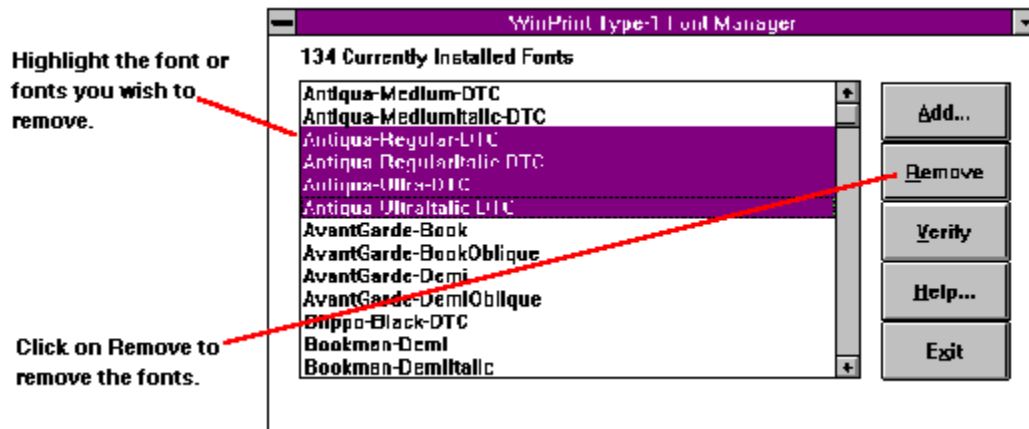 WinPrint Type-1 Font Manager
Highlight the font or
fonts you wish to
remove.
134 Currently Installed Fonts
Antiqua-Medium-DTC
Antiqua-MediumItalic-DTC
Antiqua-Regular-DTC
Antiqua-RegularItalic-DTC
Antiqua-Ultra-DTC
Antiqua-UltraItalic-DTC
AvantGarde-Book
AvantGarde-BookOblique
AvantGarde-Demi
AvantGarde-DemiOblique
Blippo-Black-DTC
Bookman-Demi
Bookman-DemiItalic
Add...
Remove
Verify
Help...
Exit
Click on Remove to
remove the fonts.